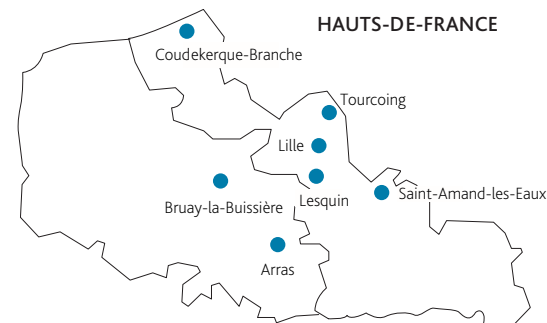 HAUTS-DE-FRANCE
Coudekerque-Branche
Tourcoing
Lille
Lesquin
Saint-Amand-les-Eaux
Bruay-la-Buissière
Arras